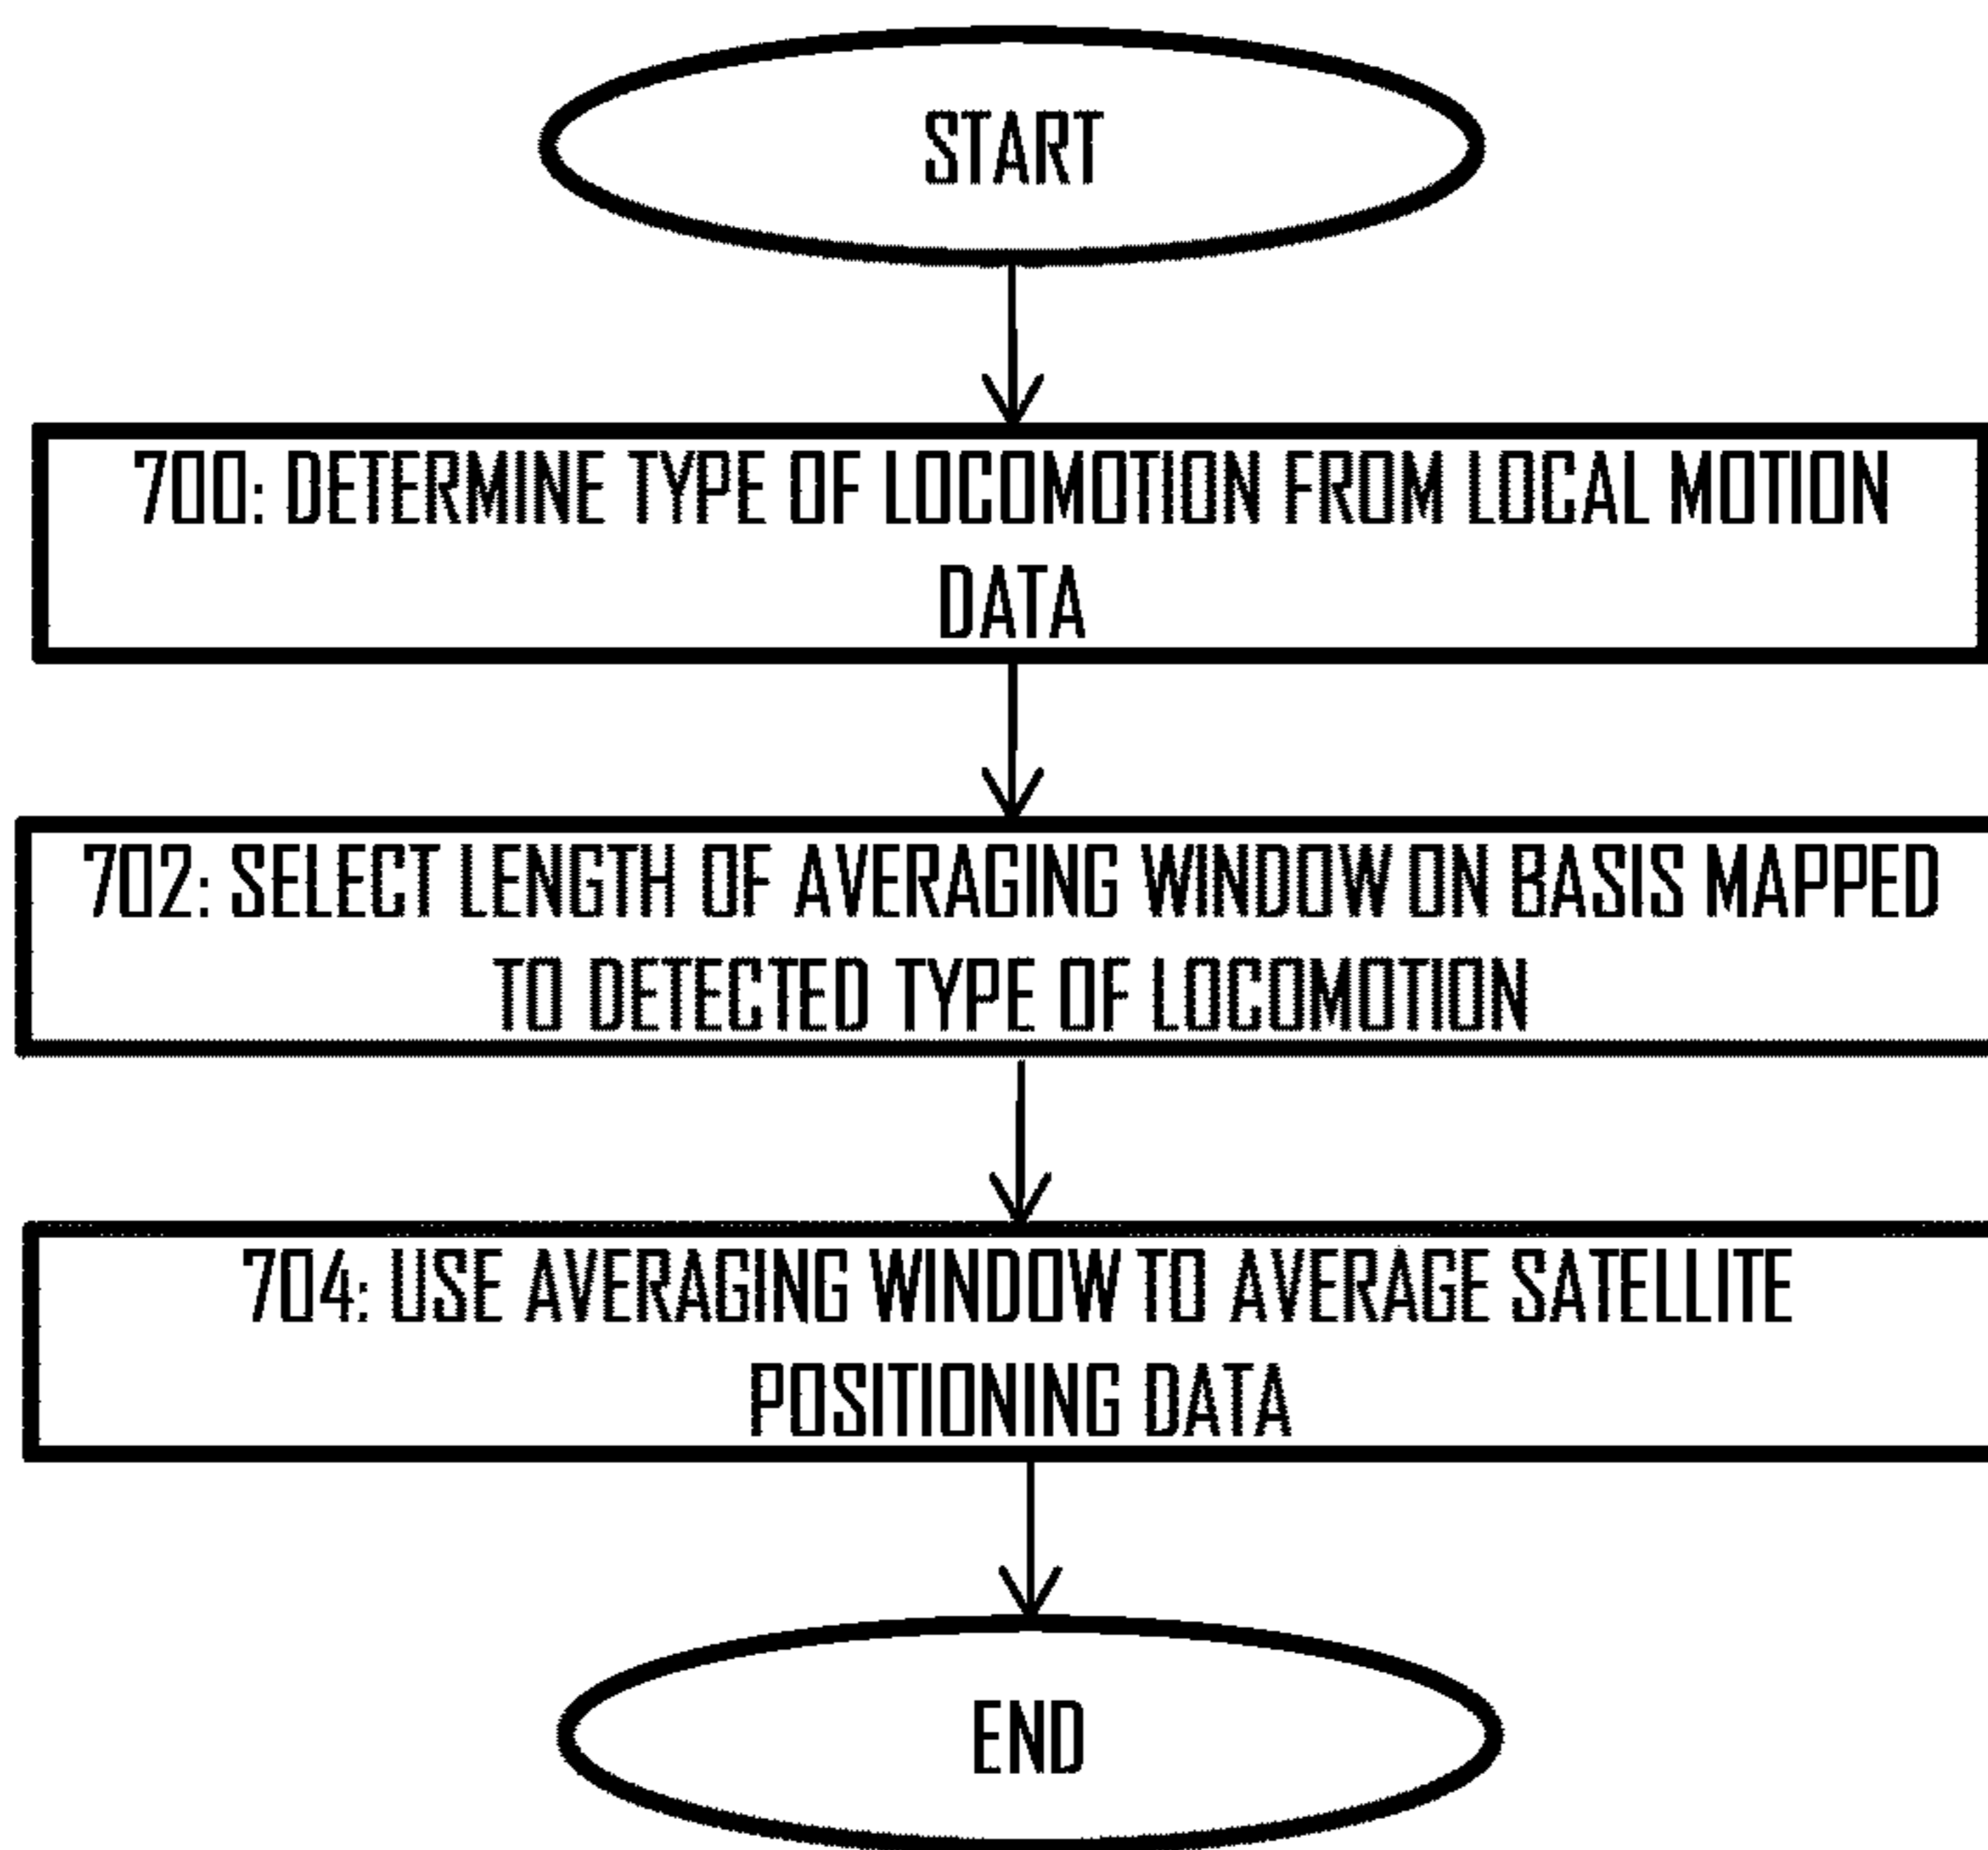 START
700: DETERMINE TYPE OF LOCOMOTION FROM LOCAL MOTION
DATA
702: SELECT LENGTH OF AVERAGING WINDOW ON BASIS MAPPED
TO DETECTED TYPE OF LOCOMOTION
704: USE AVERAGING WINDOW TO AVERAGE SATELLITE
POSITIONING DATA
END